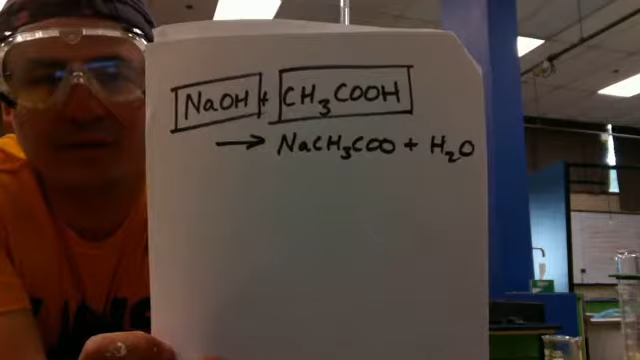 NaOH + CH₃COOH
→ NaCH₃COO + H₂O